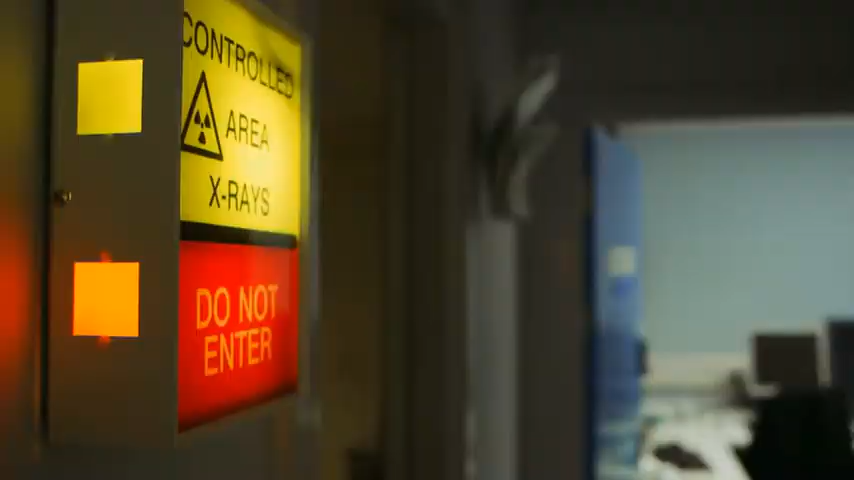 CONTROLLED
AREA
X-RAYS
DO NOT
ENTER